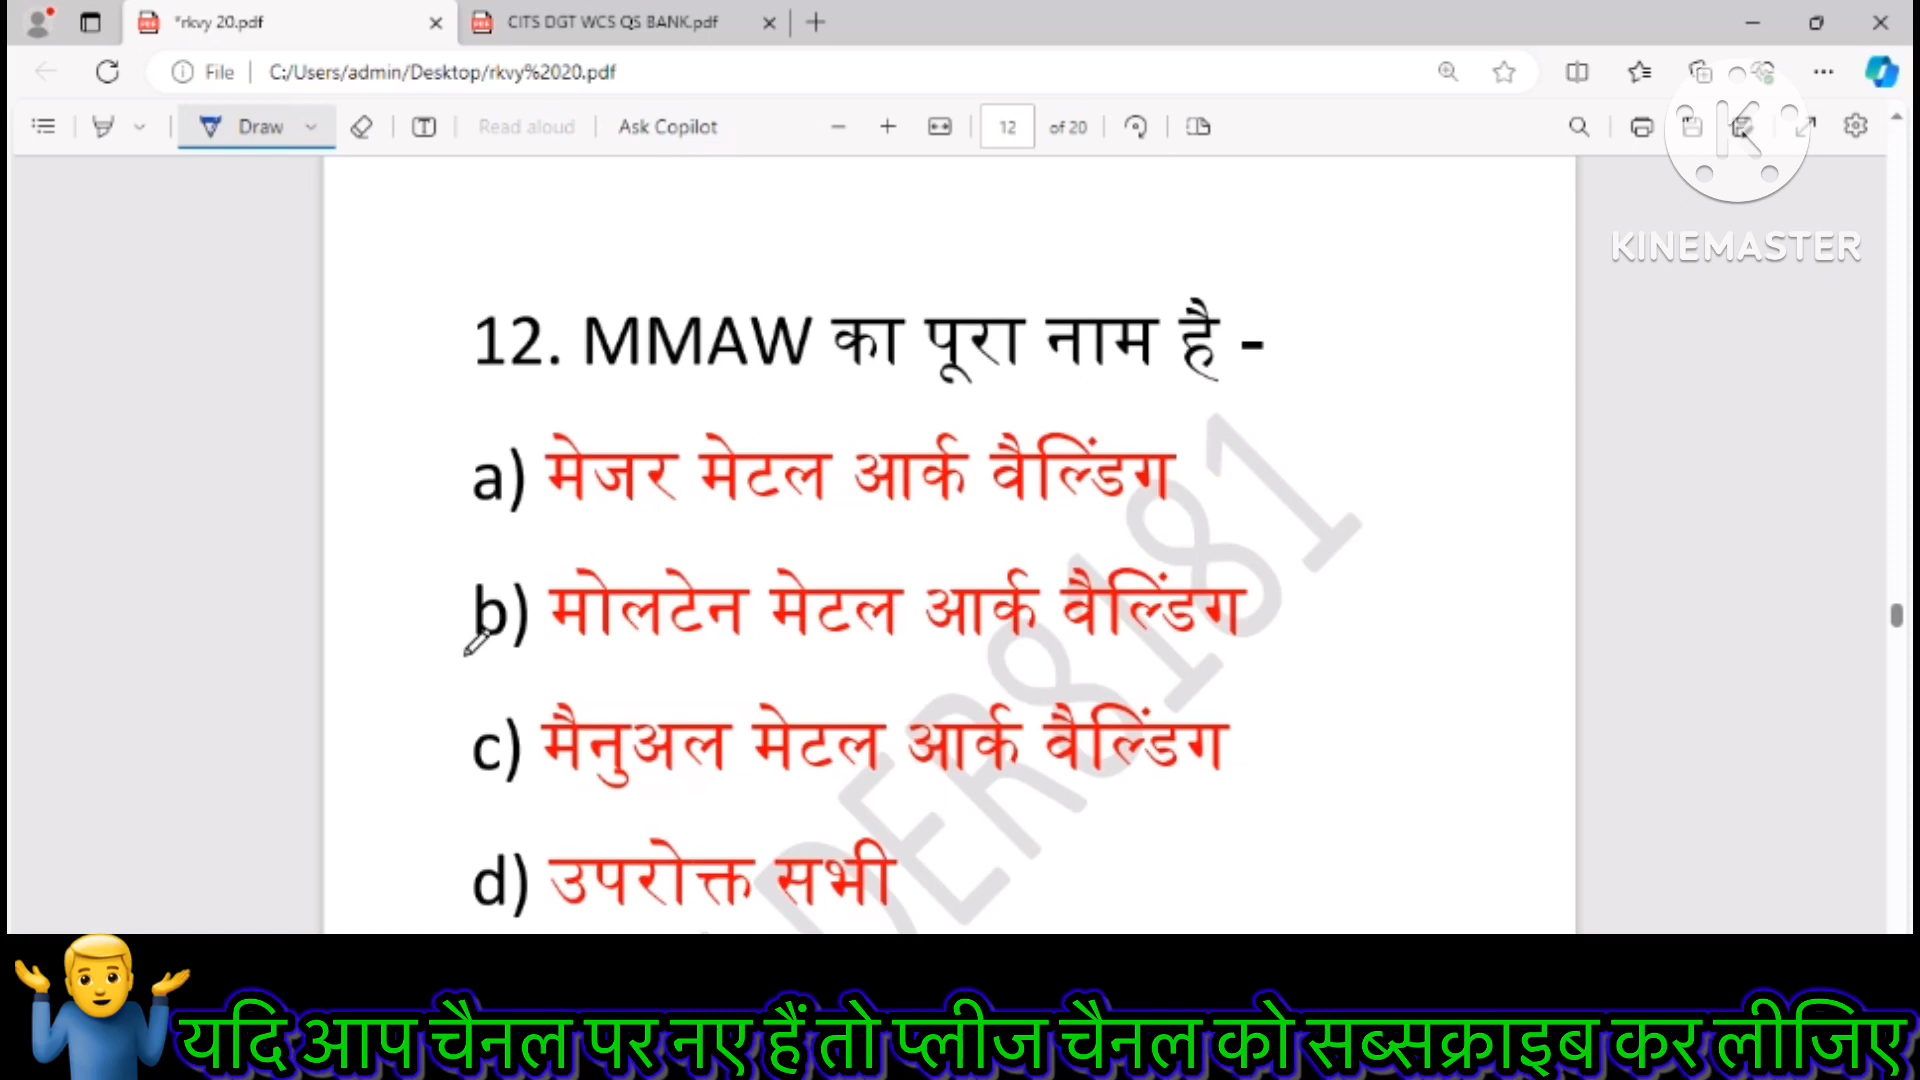 *rkvy 20.pdf
CITS DGT WCS QS BANK.pdf
File
C:/Users/admin/Desktop/rkvy%2020.pdf
Draw
Read aloud
Ask Copilot
12 of 20
KINEMASTER
12. MMAW का पूरा नाम है -
a) मेजर मेटल आर्क वैल्डिंग
b) मोलटेन मेटल आर्क वैल्डिंग
c) मैनुअल मेटल आर्क वैल्डिंग
d) उपरोक्त सभी
DER8181
यदि आप चैनल पर नए हैं तो प्लीज चैनल को सब्सक्राइब कर लीजिए